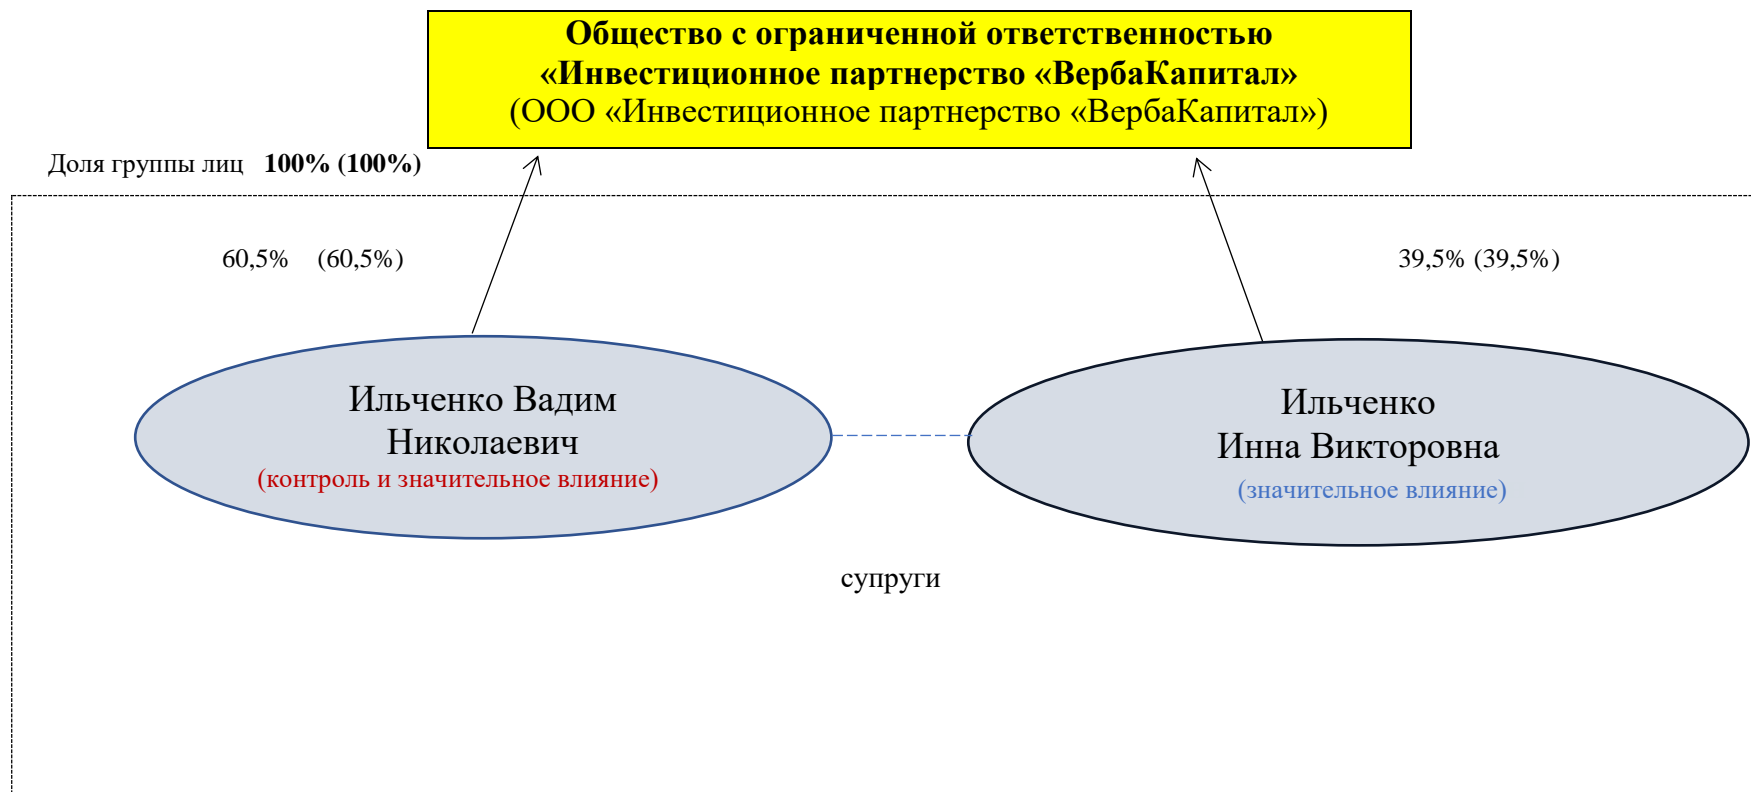 Общество с ограниченной ответственностью
«Инвестиционное партнерство «ВербаКапитал»
(ООО «Инвестиционное партнерство «ВербаКапитал»)
Доля группы лиц 100% (100%)
60,5% (60,5%)
39,5% (39,5%)
Ильченко Вадим
Николаевич
(контроль и значительное влияние)
Ильченко
Инна Викторовна
(значительное влияние)
супруги